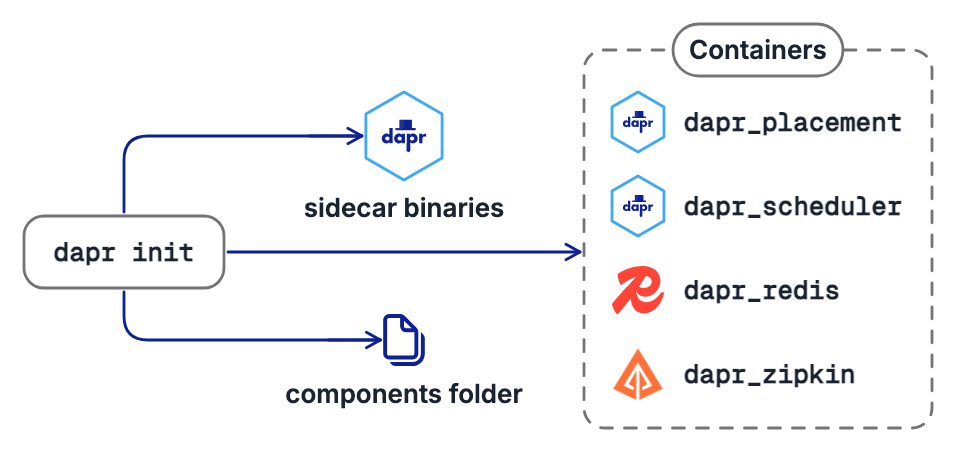 Containers
dapr
dapr_placement
dapr
sidecar binaries
dapr
dapr_scheduler
dapr init
dapr_redis
components folder
dapr_zipkin